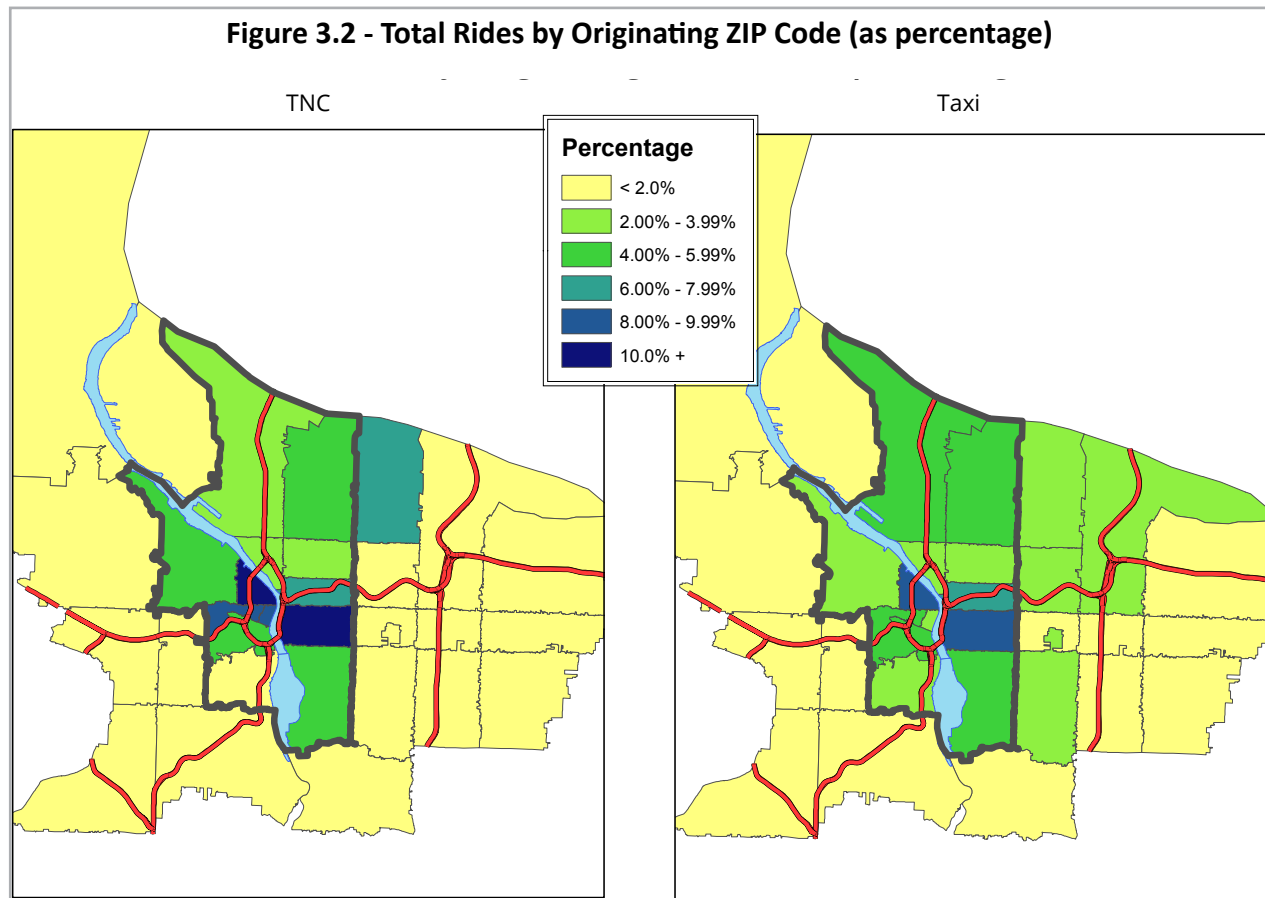 Figure 3.2 - Total Rides by Originating ZIP Code (as percentage)
TNC
Taxi
Percentage
< 2.0%
2.00% - 3.99%
4.00% - 5.99%
6.00% - 7.99%
8.00% - 9.99%
10.0% +